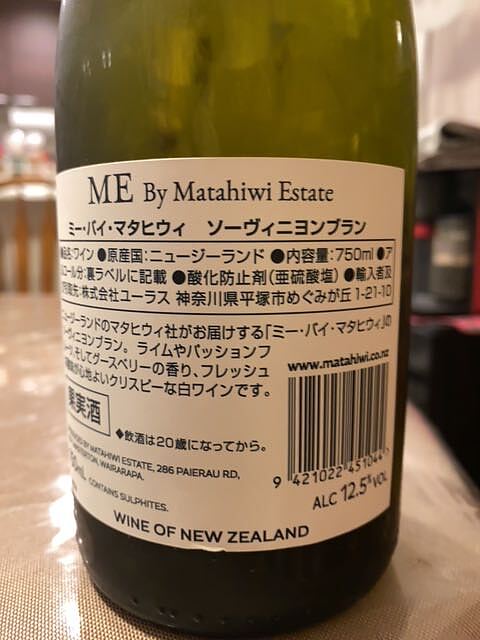 ME By Matahiwi Estate
ミー・バイ・マタヒウィ ソーヴィニヨンブラン
品名:ワイン ●原産国:ニュージーランド ●内容量:750ml ●ア
コール分:裏ラベルに記載 ●酸化防止剤(亜硫酸塩) ●輸入者及
売先:株式会社ユーラス 神奈川県平塚市めぐみが丘1-21-10
ージーランドのマタヒウィ社がお届けする「ミー・バイ・マタヒウィ」の
ヴィニヨンブラン。ライムやパッションフ
ツ、そしてグースベリーの香り、フレッシュ
が心地よいクリスピーな白ワインです。
www.matahiwi.co.nz
果実酒
◆飲酒は20歳になってから。
BY MATAHIWI ESTATE, 286 PAIERAU RD,
MASTERTON, WAIRARAPA.
CONTAINS SULPHITES.
9 421022 451044
ALC 12.5% VOL
WINE OF NEW ZEALAND